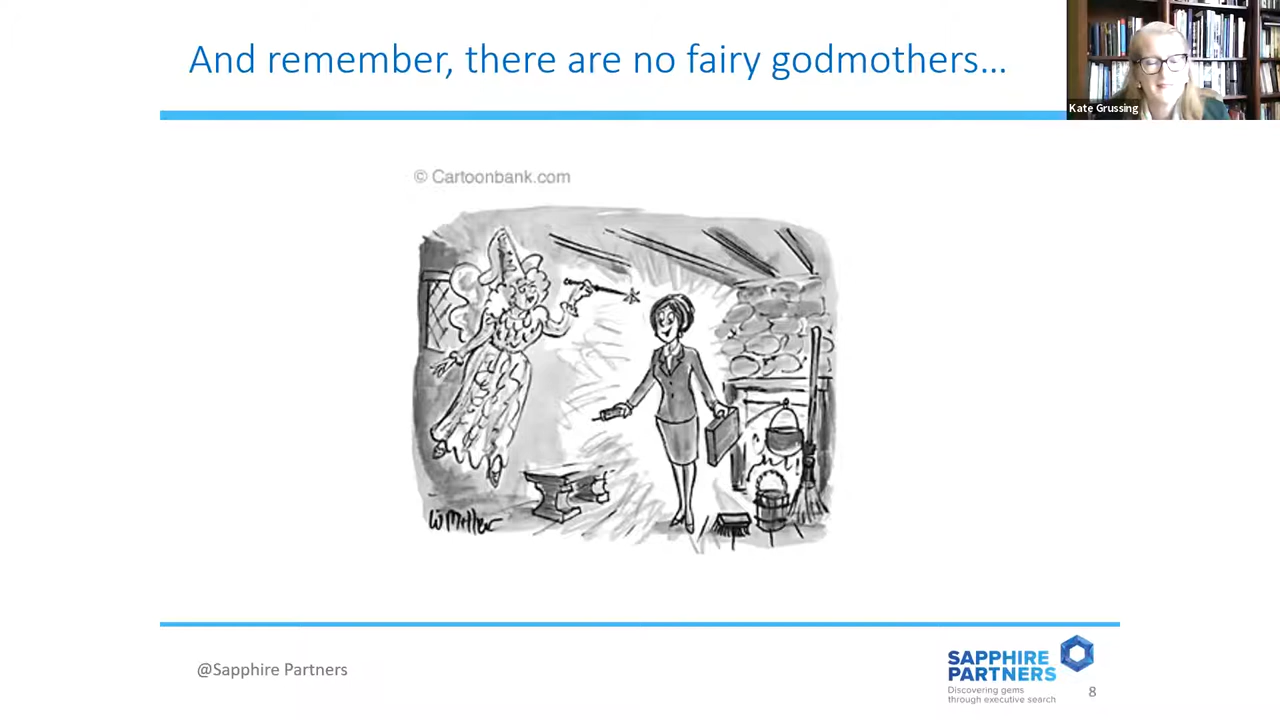 And remember, there are no fairy godmothers...
Kate Grussing
© Cartoonbank.com
W Miller
@Sapphire Partners
SAPPHIRE
PARTNERS
Discovering gems
through executive search
8